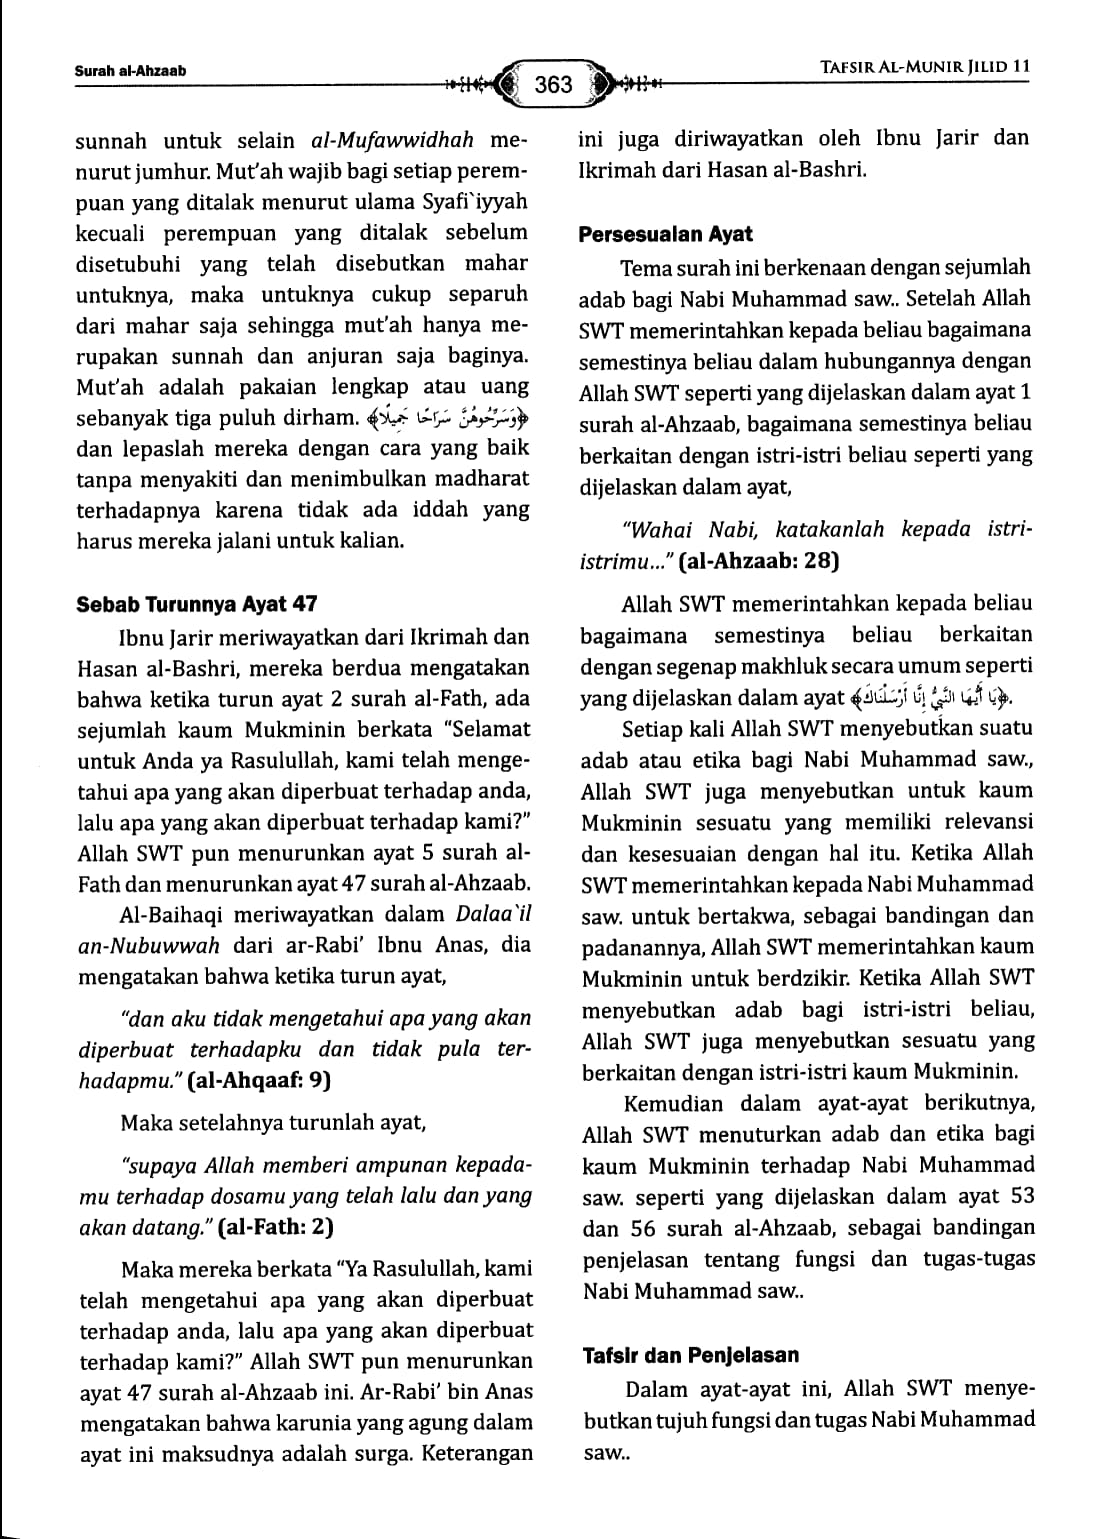 Surah al-Ahzaab
363
TAFSIR AL-MUNIR JILID 11
sunnah untuk selain al-Mufawwidhah me-
nurut jumhur. Mut’ah wajib bagi setiap perem-
puan yang ditalak menurut ulama Syafi`iyyah
kecuali perempuan yang ditalak sebelum
disetubuhi yang telah disebutkan mahar
untuknya, maka untuknya cukup separuh
dari mahar saja sehingga mut’ah hanya me-
rupakan sunnah dan anjuran saja baginya.
Mut’ah adalah pakaian lengkap atau uang
sebanyak tiga puluh dirham. ﴿وَسَرِّحُوهُنَّ سَرَاحًا جَمِيلًا﴾
dan lepaslah mereka dengan cara yang baik
tanpa menyakiti dan menimbulkan madharat
terhadapnya karena tidak ada iddah yang
harus mereka jalani untuk kalian.
Sebab Turunnya Ayat 47
Ibnu Jarir meriwayatkan dari Ikrimah dan
Hasan al-Bashri, mereka berdua mengatakan
bahwa ketika turun ayat 2 surah al-Fath, ada
sejumlah kaum Mukminin berkata “Selamat
untuk Anda ya Rasulullah, kami telah menge-
tahui apa yang akan diperbuat terhadap anda,
lalu apa yang akan diperbuat terhadap kami?”
Allah SWT pun menurunkan ayat 5 surah al-
Fath dan menurunkan ayat 47 surah al-Ahzaab.
Al-Baihaqi meriwayatkan dalam Dalaa`il
an-Nubuwwah dari ar-Rabi’ Ibnu Anas, dia
mengatakan bahwa ketika turun ayat,
“dan aku tidak mengetahui apa yang akan
diperbuat terhadapku dan tidak pula ter-
hadapmu.” (al-Ahqaaf: 9)
Maka setelahnya turunlah ayat,
“supaya Allah memberi ampunan kepada-
mu terhadap dosamu yang telah lalu dan yang
akan datang.” (al-Fath: 2)
Maka mereka berkata “Ya Rasulullah, kami
telah mengetahui apa yang akan diperbuat
terhadap anda, lalu apa yang akan diperbuat
terhadap kami?” Allah SWT pun menurunkan
ayat 47 surah al-Ahzaab ini. Ar-Rabi’ bin Anas
mengatakan bahwa karunia yang agung dalam
ayat ini maksudnya adalah surga. Keterangan
ini juga diriwayatkan oleh Ibnu Jarir dan
Ikrimah dari Hasan al-Bashri.
Persesuaian Ayat
Tema surah ini berkenaan dengan sejumlah
adab bagi Nabi Muhammad saw.. Setelah Allah
SWT memerintahkan kepada beliau bagaimana
semestinya beliau dalam hubungannya dengan
Allah SWT seperti yang dijelaskan dalam ayat 1
surah al-Ahzaab, bagaimana semestinya beliau
berkaitan dengan istri-istri beliau seperti yang
dijelaskan dalam ayat,
“Wahai Nabi, katakanlah kepada istri-
istrimu...” (al-Ahzaab: 28)
Allah SWT memerintahkan kepada beliau
bagaimana semestinya beliau berkaitan
dengan segenap makhluk secara umum seperti
yang dijelaskan dalam ayat ﴿يَا أَيُّهَا النَّبِيُّ إِنَّا أَرْسَلْنَاكَ﴾.
Setiap kali Allah SWT menyebutkan suatu
adab atau etika bagi Nabi Muhammad saw.,
Allah SWT juga menyebutkan untuk kaum
Mukminin sesuatu yang memiliki relevansi
dan kesesuaian dengan hal itu. Ketika Allah
SWT memerintahkan kepada Nabi Muhammad
saw. untuk bertakwa, sebagai bandingan dan
padanannya, Allah SWT memerintahkan kaum
Mukminin untuk berdzikir. Ketika Allah SWT
menyebutkan adab bagi istri-istri beliau,
Allah SWT juga menyebutkan sesuatu yang
berkaitan dengan istri-istri kaum Mukminin.
Kemudian dalam ayat-ayat berikutnya,
Allah SWT menuturkan adab dan etika bagi
kaum Mukminin terhadap Nabi Muhammad
saw. seperti yang dijelaskan dalam ayat 53
dan 56 surah al-Ahzaab, sebagai bandingan
penjelasan tentang fungsi dan tugas-tugas
Nabi Muhammad saw..
Tafsir dan Penjelasan
Dalam ayat-ayat ini, Allah SWT menye-
butkan tujuh fungsi dan tugas Nabi Muhammad
saw..